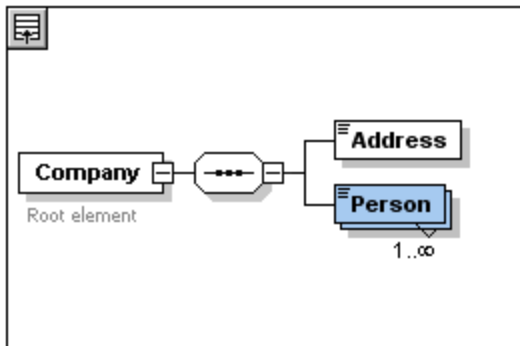 Company
Root element
Address
Person
1..∞